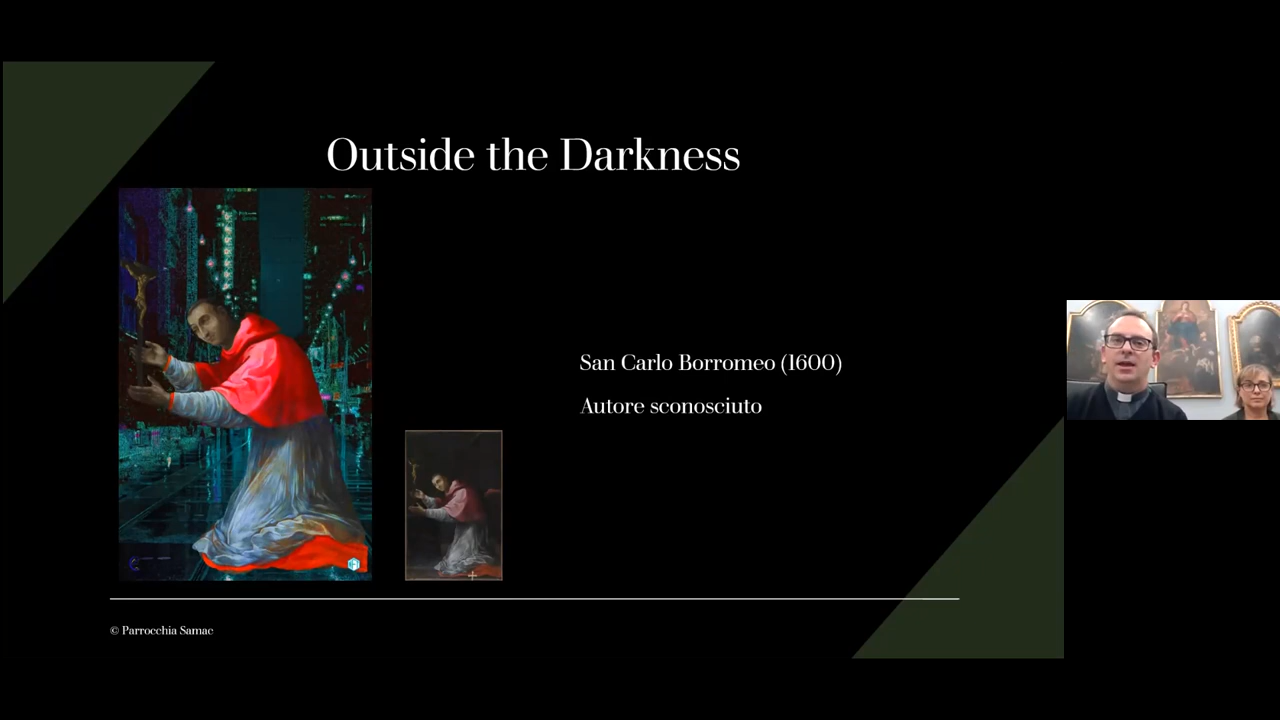 Outside the Darkness
San Carlo Borromeo (1600)
Autore sconosciuto
© Parrocchia Samac